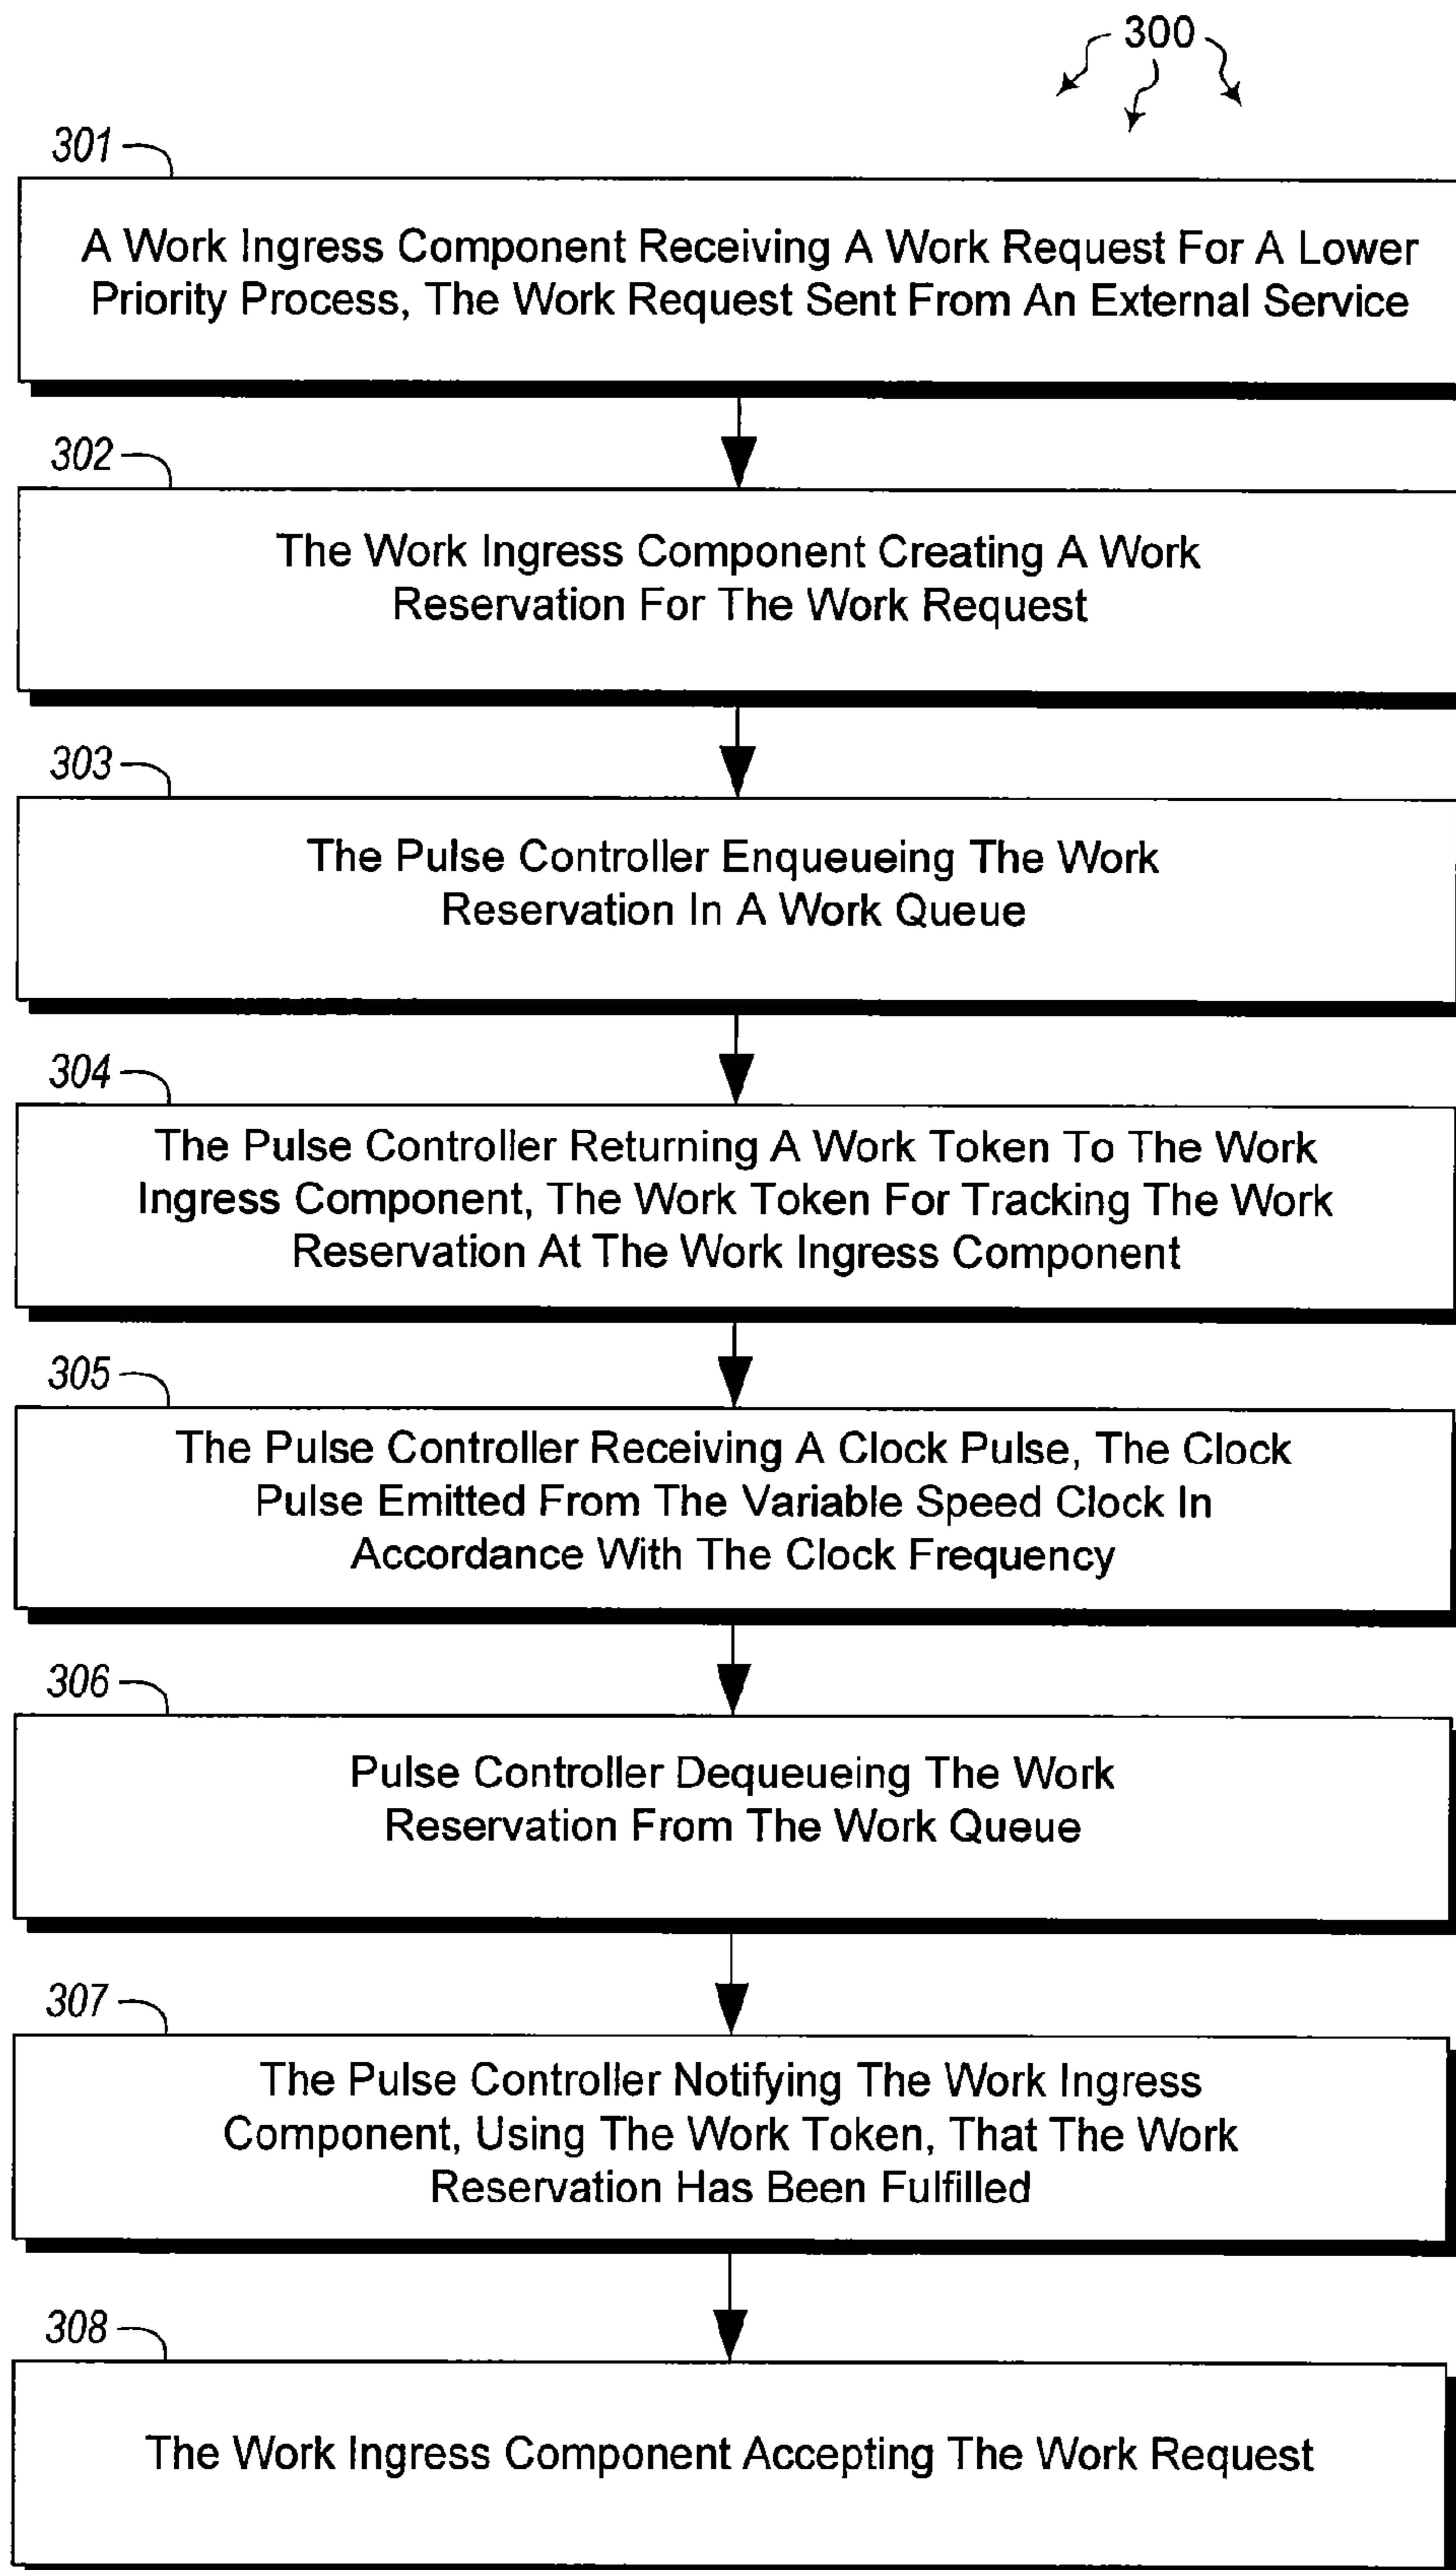 300
301
A Work Ingress Component Receiving A Work Request For A Lower
Priority Process, The Work Request Sent From An External Service
302
The Work Ingress Component Creating A Work
Reservation For The Work Request
303
The Pulse Controller Enqueueing The Work
Reservation In A Work Queue
304
The Pulse Controller Returning A Work Token To The Work
Ingress Component, The Work Token For Tracking The Work
Reservation At The Work Ingress Component
305
The Pulse Controller Receiving A Clock Pulse, The Clock
Pulse Emitted From The Variable Speed Clock In
Accordance With The Clock Frequency
306
Pulse Controller Dequeueing The Work
Reservation From The Work Queue
307
The Pulse Controller Notifying The Work Ingress
Component, Using The Work Token, That The Work
Reservation Has Been Fulfilled
308
The Work Ingress Component Accepting The Work Request